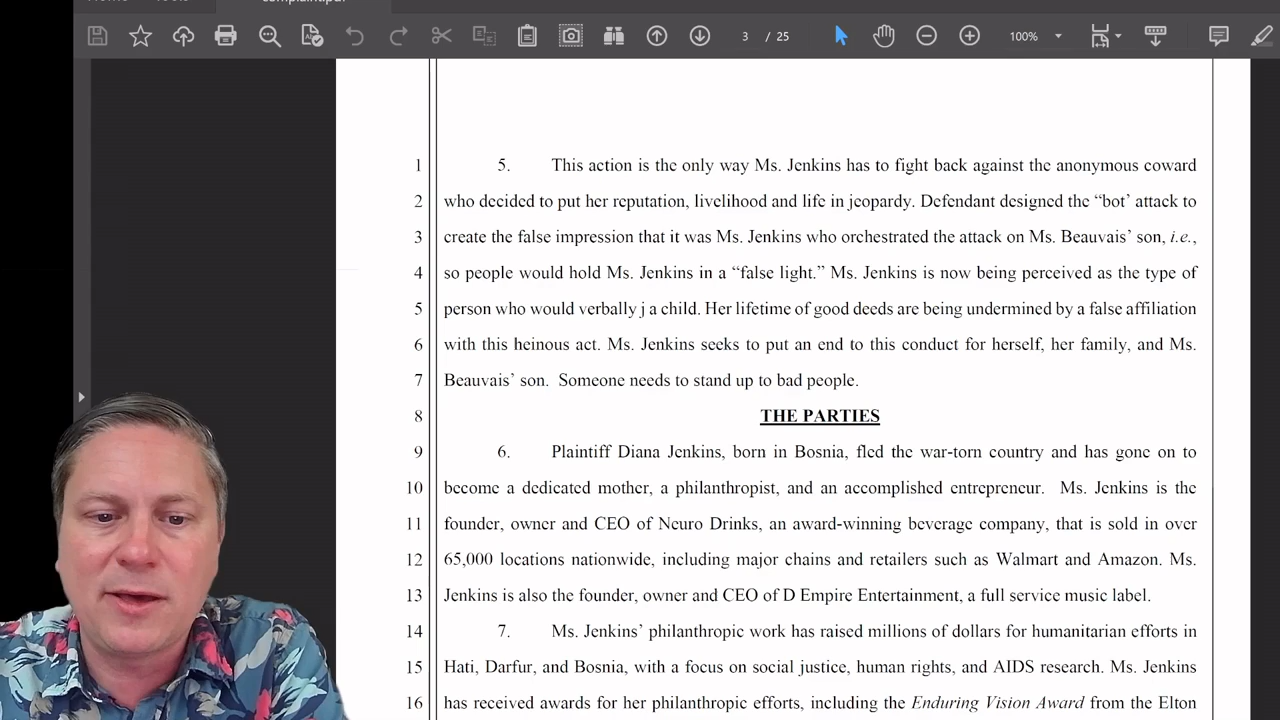 complaint.pdf
3 / 25
100%
1 5. This action is the only way Ms. Jenkins has to fight back against the anonymous coward
2 who decided to put her reputation, livelihood and life in jeopardy. Defendant designed the “bot’ attack to
3 create the false impression that it was Ms. Jenkins who orchestrated the attack on Ms. Beauvais’ son, i.e.,
4 so people would hold Ms. Jenkins in a “false light.” Ms. Jenkins is now being perceived as the type of
5 person who would verbally j a child. Her lifetime of good deeds are being undermined by a false affiliation
6 with this heinous act. Ms. Jenkins seeks to put an end to this conduct for herself, her family, and Ms.
7 Beauvais’ son. Someone needs to stand up to bad people.
8 THE PARTIES
9 6. Plaintiff Diana Jenkins, born in Bosnia, fled the war-torn country and has gone on to
10 become a dedicated mother, a philanthropist, and an accomplished entrepreneur. Ms. Jenkins is the
11 founder, owner and CEO of Neuro Drinks, an award-winning beverage company, that is sold in over
12 65,000 locations nationwide, including major chains and retailers such as Walmart and Amazon. Ms.
13 Jenkins is also the founder, owner and CEO of D Empire Entertainment, a full service music label.
14 7. Ms. Jenkins’ philanthropic work has raised millions of dollars for humanitarian efforts in
15 Hati, Darfur, and Bosnia, with a focus on social justice, human rights, and AIDS research. Ms. Jenkins
16 has received awards for her philanthropic efforts, including the Enduring Vision Award from the Elton